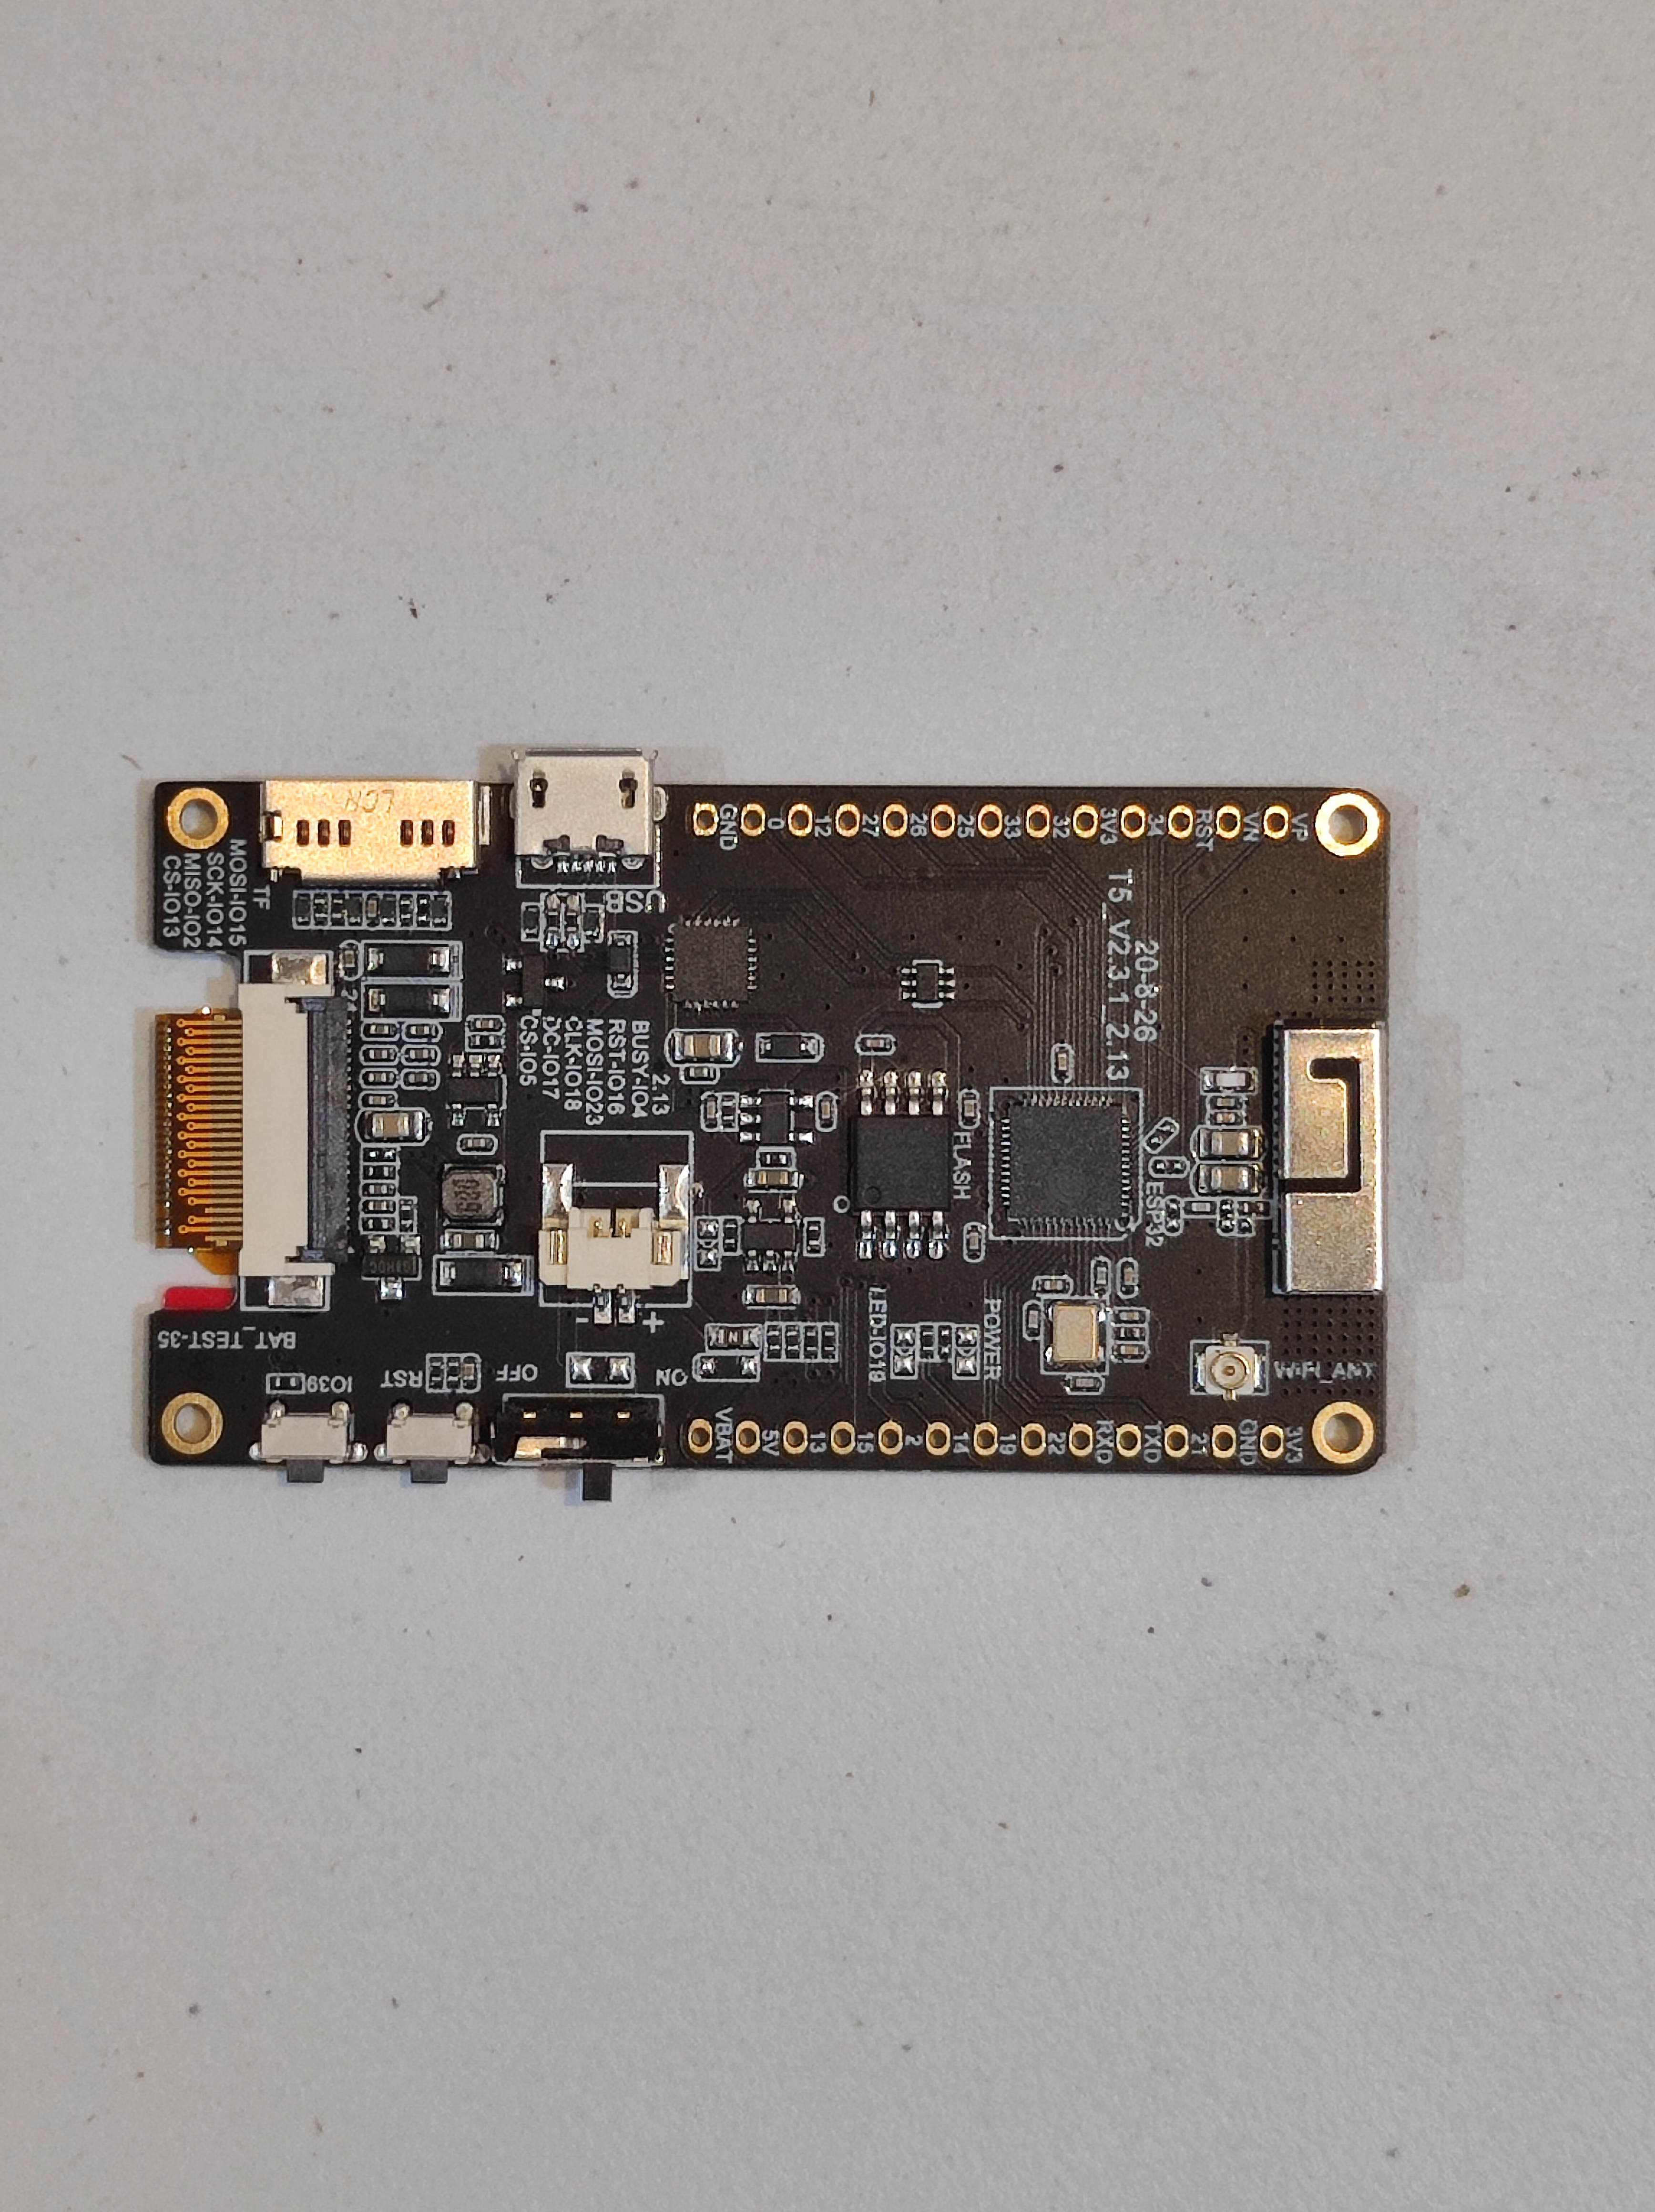 LCN
MOSI-IO15
SCK-IO14
MISO-IO2
CS-IO13
TF
USB
GND
0
12
27
26
25
33
32
3V3
34
RST
VN
VP
T5_V2.3.1_2.13
20-8-26
2.13
BUSY-IO4
RST-IO16
MOSI-IO23
CLK-IO18
DC-IO17
CS-IO5
FLASH
ESP32
- +
BAT_TEST-35
IO39
RST
OFF
ON
LED-IO19
POWER
WIFI_ANT
VBAT
5V
13
15
2
14
19
22
RXD
TXD
21
GND
3V3